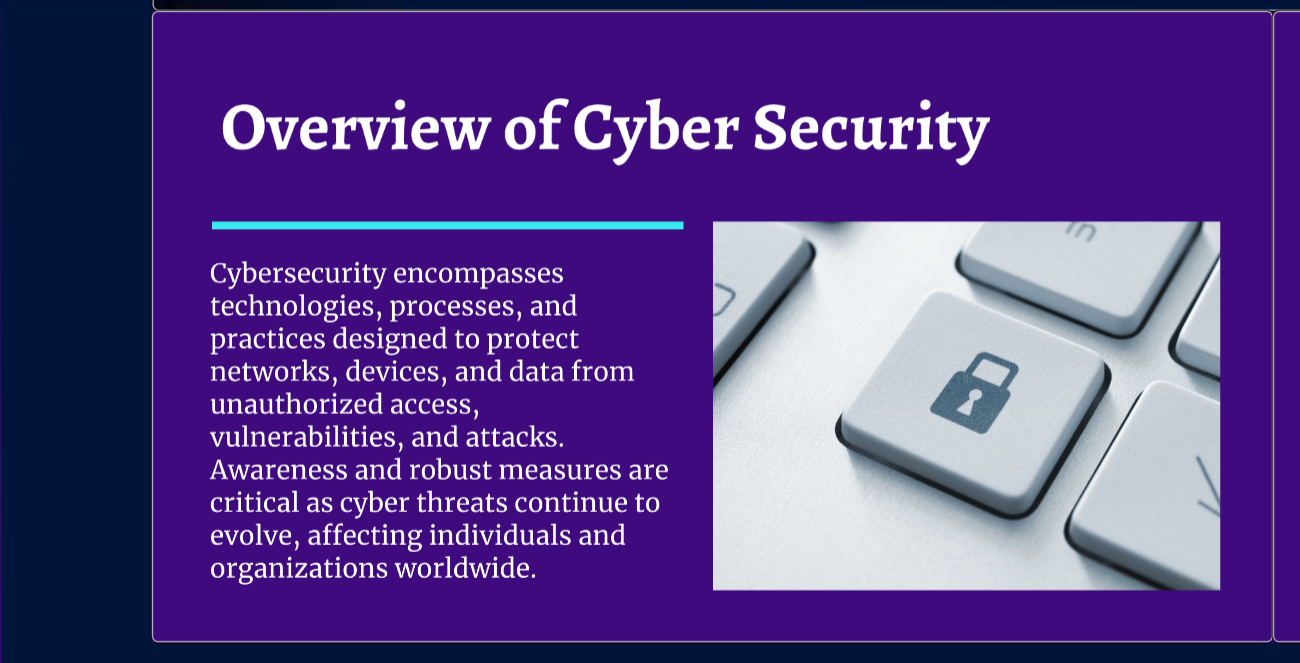 Overview of Cyber Security
Cybersecurity encompasses
technologies, processes, and
practices designed to protect
networks, devices, and data from
unauthorized access,
vulnerabilities, and attacks.
Awareness and robust measures are
critical as cyber threats continue to
evolve, affecting individuals and
organizations worldwide.
In